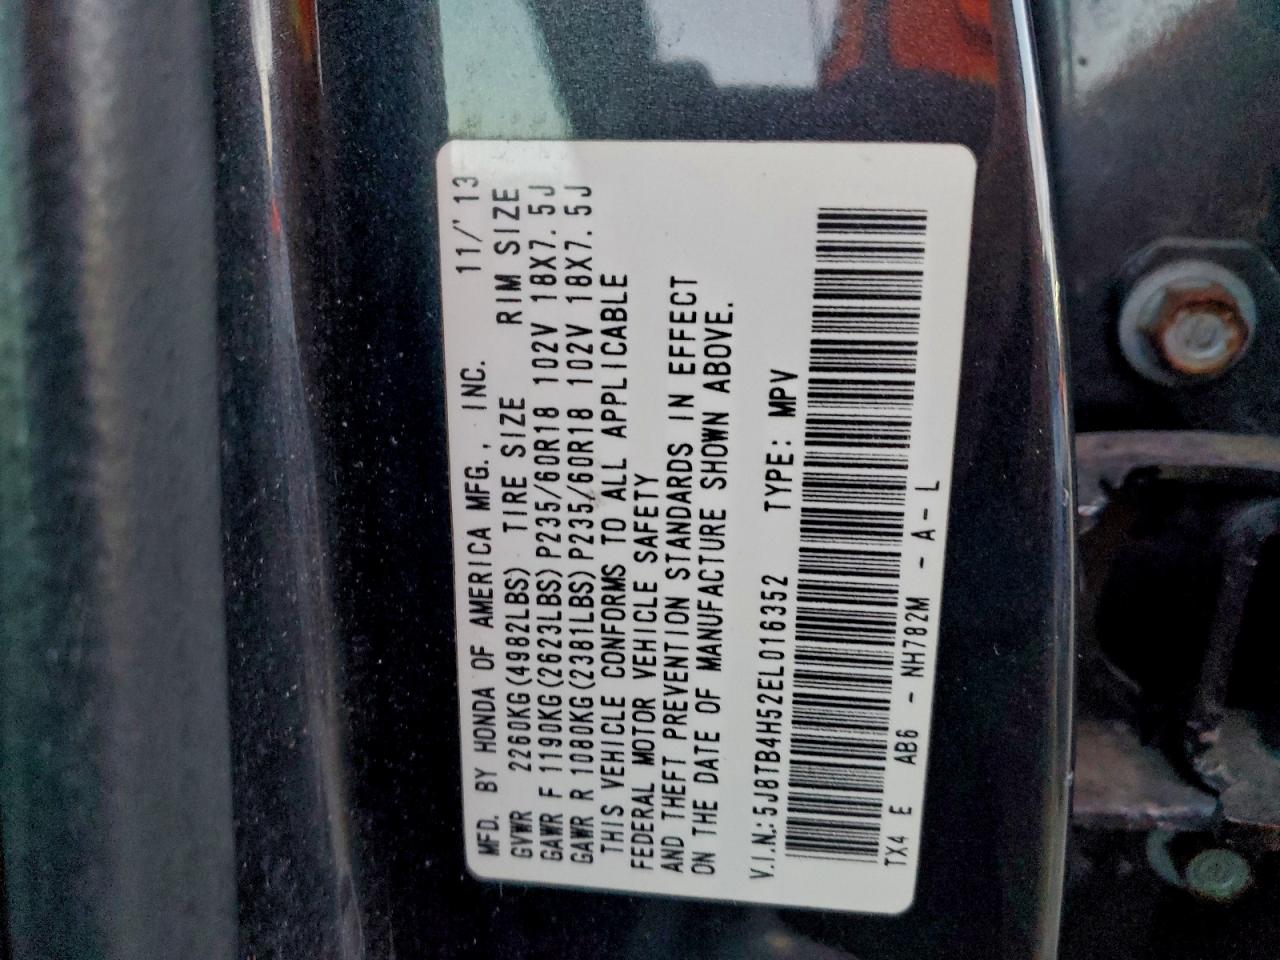 MFD. BY HONDA OF AMERICA MFG., INC. 11/'13
GVWR 2260KG(4982LBS) TIRE SIZE RIM SIZE
GAWR F 1190KG(2623LBS) P235/60R18 102V 18X7.5J
GAWR R 1080KG(2381LBS) P235/60R18 102V 18X7.5J
THIS VEHICLE CONFORMS TO ALL APPLICABLE
FEDERAL MOTOR VEHICLE SAFETY
AND THEFT PREVENTION STANDARDS IN EFFECT
ON THE DATE OF MANUFACTURE SHOWN ABOVE.
V.I.N.: 5J8TB4H52EL016352 TYPE: MPV
TX4 E AB6 - NH782M - A - L